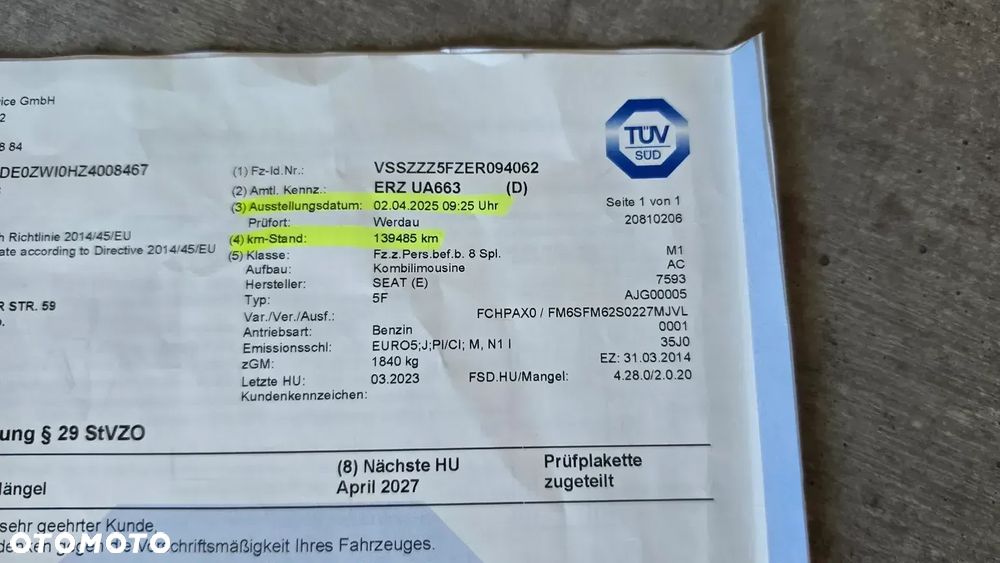 vice GmbH
2
8 84
DE0ZWI0HZ4008467
h Richtlinie 2014/45/EU
ate according to Directive 2014/45/EU
R STR. 59
TÜV
SÜD
(1) Fz-Id.Nr.: VSSZZZ5FZER094062
(2) Amtl. Kennz.: ERZ UA663 (D)
(3) Ausstellungsdatum: 02.04.2025 09:25 Uhr Seite 1 von 1
Prüfort: Werdau 20810206
(4) km-Stand: 139485 km
(5) Klasse: Fz.z.Pers.bef.b. 8 Spl. M1
Aufbau: Kombilimousine AC
Hersteller: SEAT (E) 7593
Typ: 5F AJG00005
Var./Ver./Ausf.: FCHPAX0 / FM6SFM62S0227MJVL
Antriebsart: Benzin 0001
Emissionsschl: EURO5;J;PI/CI; M, N1 I 35J0
zGM: 1840 kg EZ: 31.03.2014
Letzte HU: 03.2023 FSD.HU/Mangel: 4.28.0/2.0.20
Kundenkennzeichen:
ung § 29 StVZO
längel (8) Nächste HU April 2027 Prüfplakette zugeteilt
sehr geehrter Kunde,
denken gegen die Vorschriftsmäßigkeit Ihres Fahrzeuges.
OTOMOTO